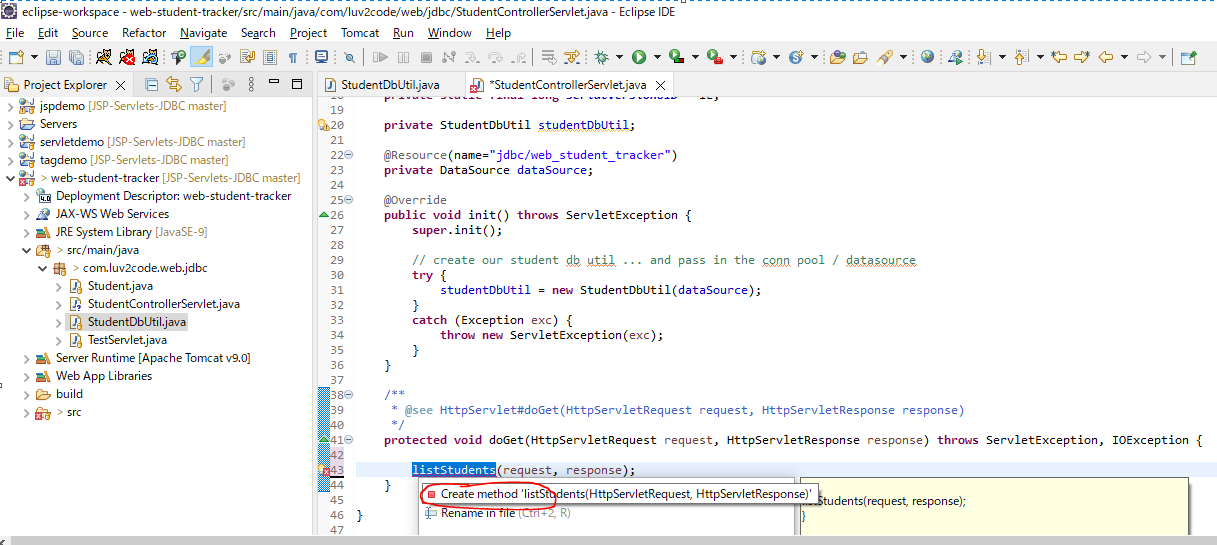 eclipse-workspace - web-student-tracker/src/main/java/com/luv2code/web/jdbc/StudentControllerServlet.java - Eclipse IDE
File Edit Source Refactor Navigate Search Project Tomcat Run Window Help
Project Explorer
jspdemo [JSP-Servlets-JDBC master]
Servers
servletdemo [JSP-Servlets-JDBC master]
tagdemo [JSP-Servlets-JDBC master]
> web-student-tracker [JSP-Servlets-JDBC master]
Deployment Descriptor: web-student-tracker
JAX-WS Web Services
JRE System Library [JavaSE-9]
> src/main/java
> com.luv2code.web.jdbc
Student.java
StudentControllerServlet.java
StudentDbUtil.java
TestServlet.java
Server Runtime [Apache Tomcat v9.0]
Web App Libraries
build
> src
StudentDbUtil.java
*StudentControllerServlet.java
19
20 private StudentDbUtil studentDbUtil;
21
22 @Resource(name="jdbc/web_student_tracker")
23 private DataSource dataSource;
24
25 @Override
26 public void init() throws ServletException {
27 super.init();
28
29 // create our student db util ... and pass in the conn pool / datasource
30 try {
31 studentDbUtil = new StudentDbUtil(dataSource);
32 }
33 catch (Exception exc) {
34 throw new ServletException(exc);
35 }
36 }
37
38 /**
39 * @see HttpServlet#doGet(HttpServletRequest request, HttpServletResponse response)
40 */
41 protected void doGet(HttpServletRequest request, HttpServletResponse response) throws ServletException, IOException {
42
43 listStudents(request, response);
44 }
45
46 }
47
Create method 'listStudents(HttpServletRequest, HttpServletResponse)'
Rename in file (Ctrl+2, R)
Students(request, response);
}